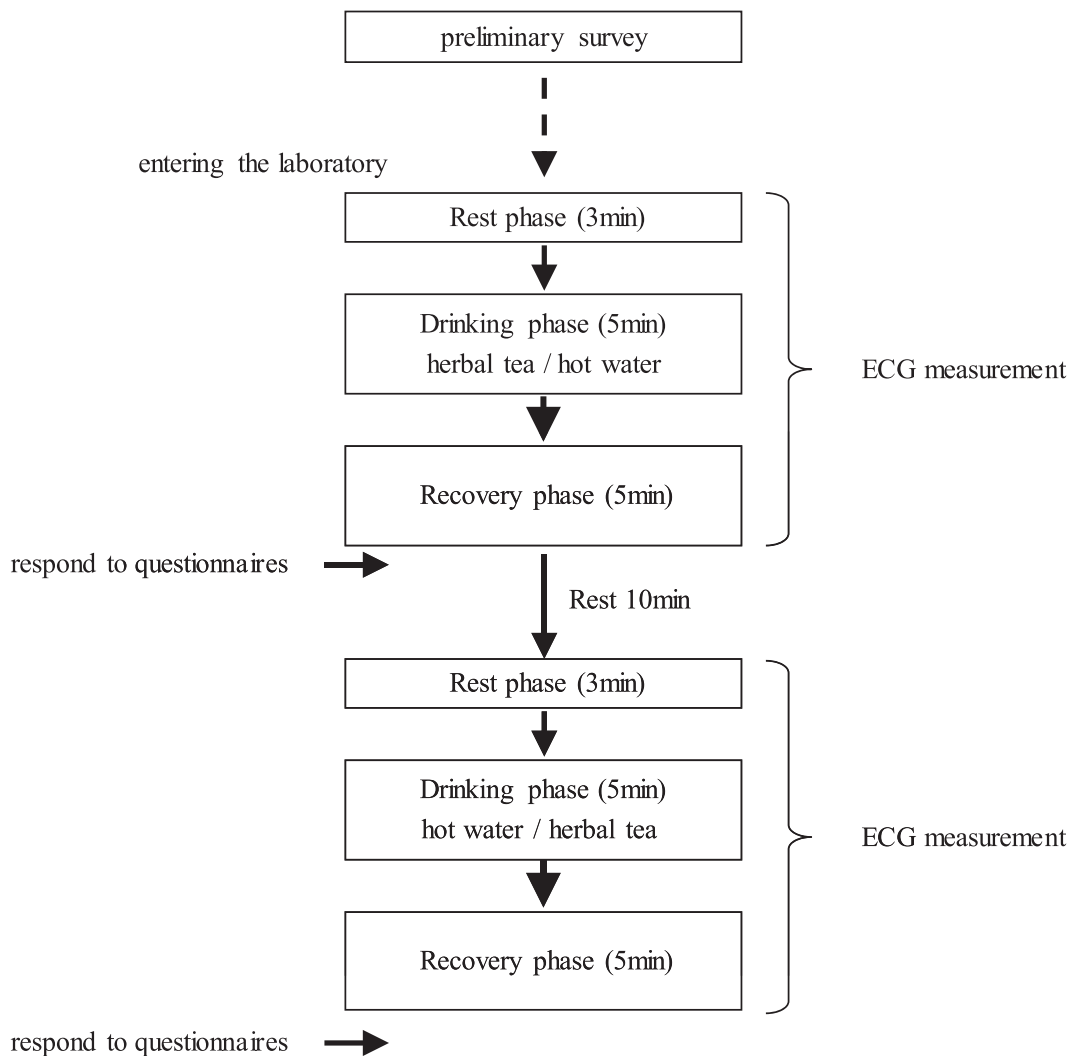 preliminary survey
entering the laboratory
Rest phase (3min)
Drinking phase (5min)
herbal tea / hot water
ECG measurement
Recovery phase (5min)
respond to questionnaires
Rest 10min
Rest phase (3min)
Drinking phase (5min)
hot water / herbal tea
ECG measurement
Recovery phase (5min)
respond to questionnaires